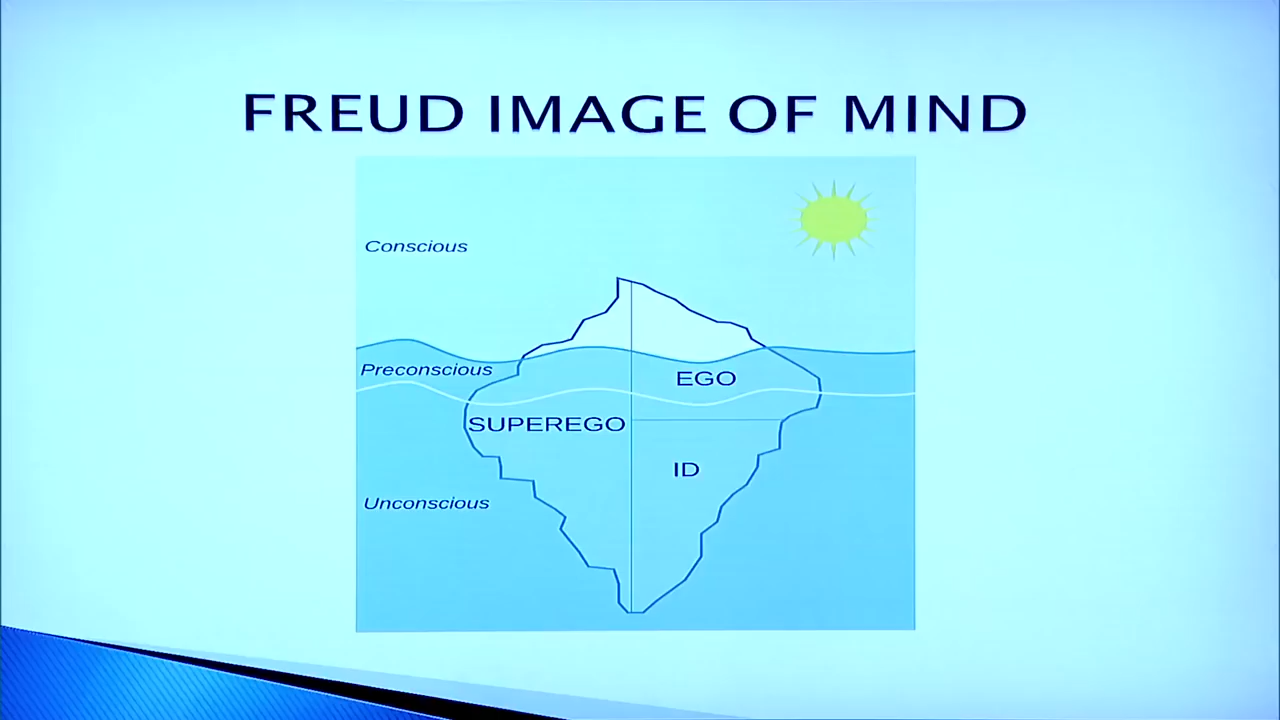 FREUD IMAGE OF MIND
Conscious
Preconscious
EGO
SUPEREGO
ID
Unconscious